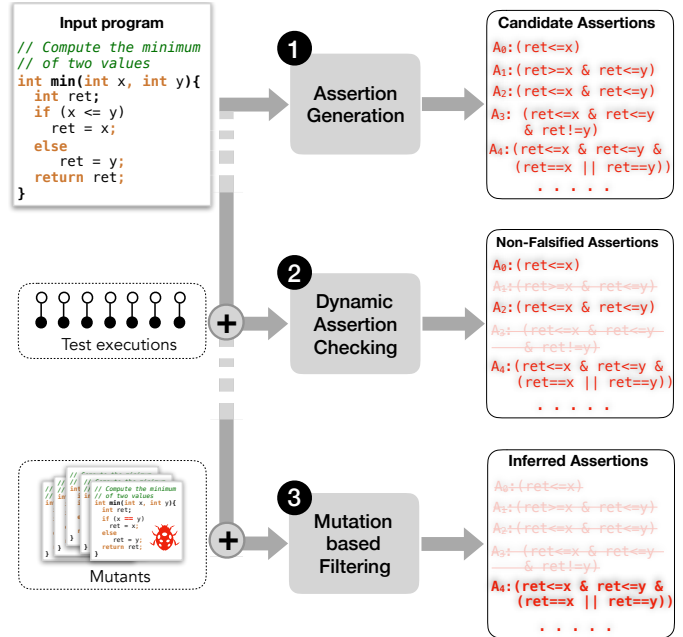 Input program
// Compute the minimum
// of two values
int min(int x, int y){
int ret;
if (x <= y)
ret = x;
else
ret = y;
return ret;
}
1
Assertion
Generation
Candidate Assertions
A0:(ret<=x)
A1:(ret>=x & ret<=y)
A2:(ret<=x & ret<=y)
A3: (ret<=x & ret<=y
& ret!=y)
A4:(ret<=x & ret<=y &
(ret==x || ret==y))
. . . . .
Test executions
+
2
Dynamic
Assertion
Checking
Non-Falsified Assertions
A0:(ret<=x)
A1:(ret>=x & ret<=y)
A2:(ret<=x & ret<=y)
A3: (ret<=x & ret<=y
& ret!=y)
A4:(ret<=x & ret<=y &
(ret==x || ret==y))
. . . . .
// Compute the minimum
// of two values
int min(int x, int y){
int ret;
if (x == y)
ret = x;
else
ret = y;
return ret;
}
Mutants
+
3
Mutation
based
Filtering
Inferred Assertions
A0:(ret<=x)
A1:(ret>=x & ret<=y)
A2:(ret<=x & ret<=y)
A3: (ret<=x & ret<=y
& ret!=y)
A4:(ret<=x & ret<=y &
(ret==x || ret==y))
. . . . .